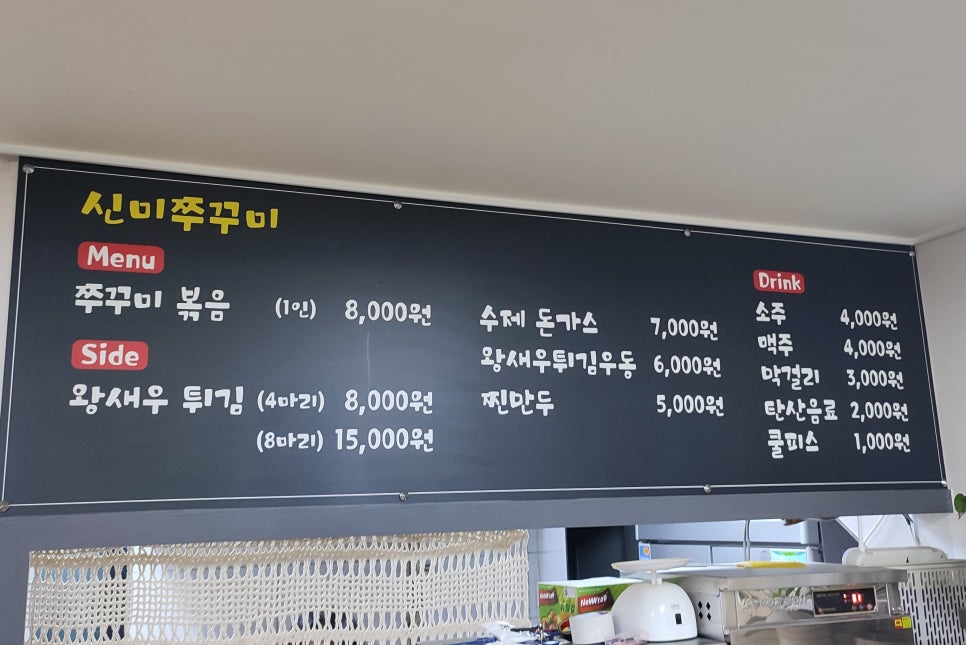 신미쭈꾸미
Menu
쭈꾸미 볶음 (1인) 8,000원
Side
왕새우 튀김 (4마리) 8,000원
(8마리) 15,000원
수제 돈가스 7,000원
왕새우튀김우동 6,000원
찐만두 5,000원
Drink
소주 4,000원
맥주 4,000원
막걸리 3,000원
탄산음료 2,000원
쿨피스 1,000원
NewWrap